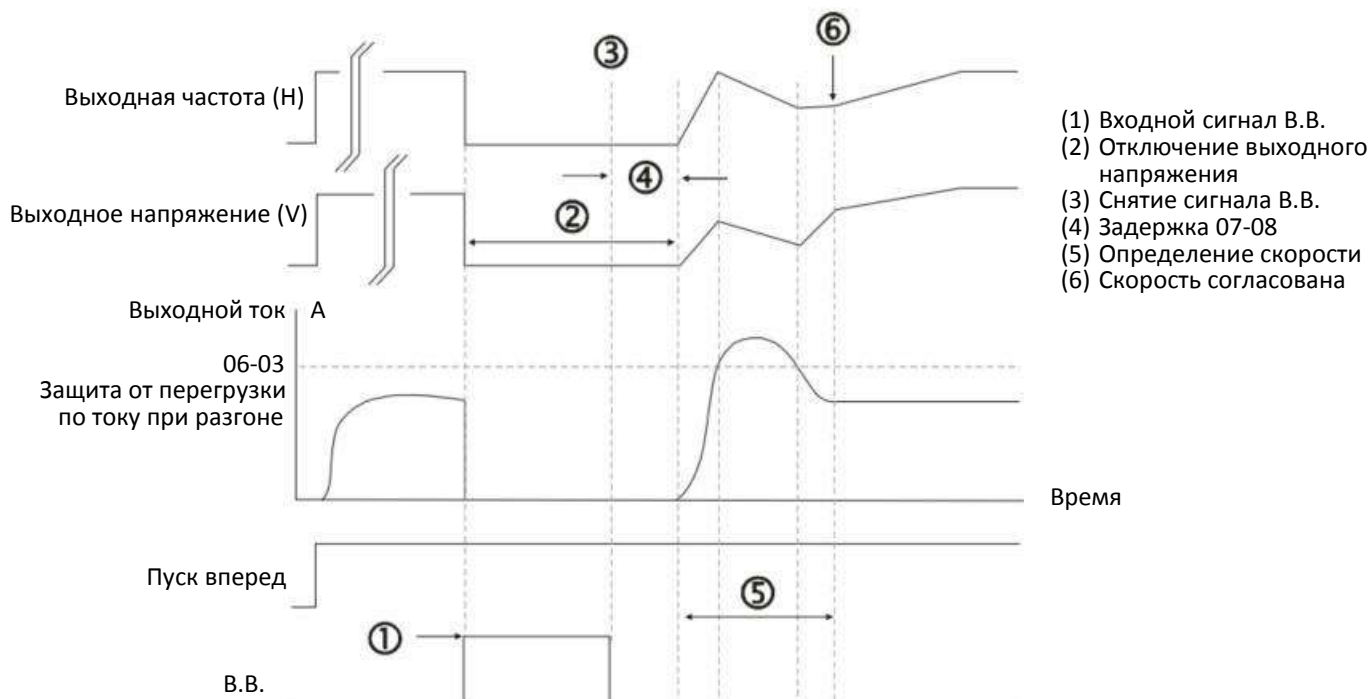 ③
⑥
Выходная частота (H)
④
Выходное напряжение (V)
②
(1) Входной сигнал В.В.
(2) Отключение выходного
напряжения
(3) Снятие сигнала В.В.
(4) Задержка 07-08
(5) Определение скорости
(6) Скорость согласована
Выходной ток A
06-03
Защита от перегрузки
по току при разгоне
Время
Пуск вперед
⑤
①
В.В.